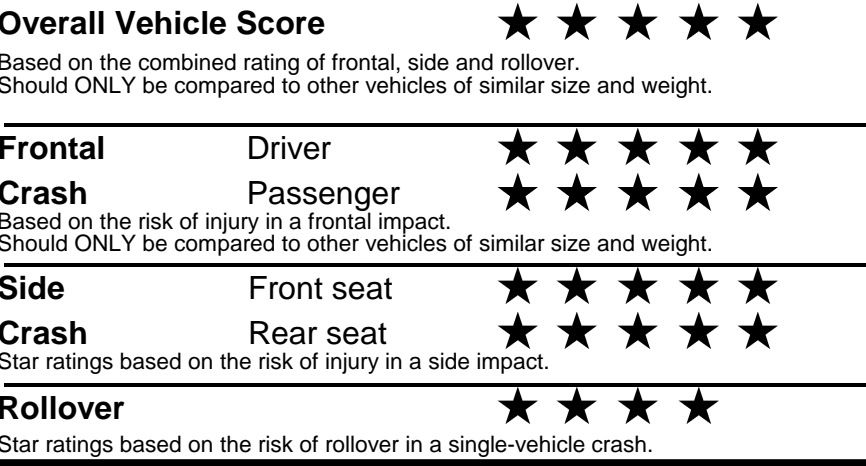 Overall Vehicle Score ★ ★ ★ ★ ★
Based on the combined rating of frontal, side and rollover.
Should ONLY be compared to other vehicles of similar size and weight.
Frontal Driver ★ ★ ★ ★ ★
Crash Passenger ★ ★ ★ ★ ★
Based on the risk of injury in a frontal impact.
Should ONLY be compared to other vehicles of similar size and weight.
Side Front seat ★ ★ ★ ★ ★
Crash Rear seat ★ ★ ★ ★ ★
Star ratings based on the risk of injury in a side impact.
Rollover ★ ★ ★ ★
Star ratings based on the risk of rollover in a single-vehicle crash.